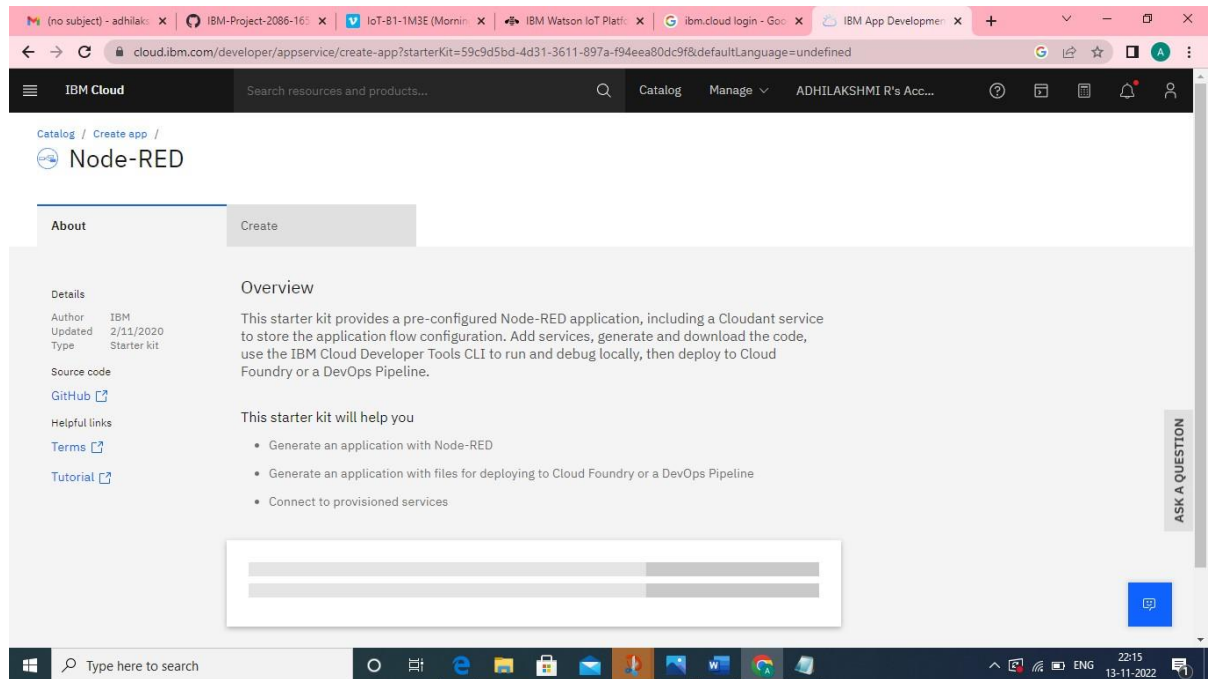 (no subject) - adhilaks
IBM-Project-2086-165
IoT-B1-1M3E (Mornin
IBM Watson IoT Platfo
ibm.cloud login - Goo
IBM App Developmen
cloud.ibm.com/developer/appservice/create-app?starterKit=59c9d5bd-4d31-3611-897a-f94eea80dc9f&defaultLanguage=undefined
A
IBM Cloud
Search resources and products...
Catalog
Manage
ADHILAKSHMI R's Acc...
Catalog / Create app /
Node-RED
About
Create
Details
Author IBM
Updated 2/11/2020
Type Starter kit
Source code
GitHub
Helpful links
Terms
Tutorial
Overview
This starter kit provides a pre-configured Node-RED application, including a Cloudant service
to store the application flow configuration. Add services, generate and download the code,
use the IBM Cloud Developer Tools CLI to run and debug locally, then deploy to Cloud
Foundry or a DevOps Pipeline.
This starter kit will help you
• Generate an application with Node-RED
• Generate an application with files for deploying to Cloud Foundry or a DevOps Pipeline
• Connect to provisioned services
ASK A QUESTION
Type here to search
ENG
22:15
13-11-2022